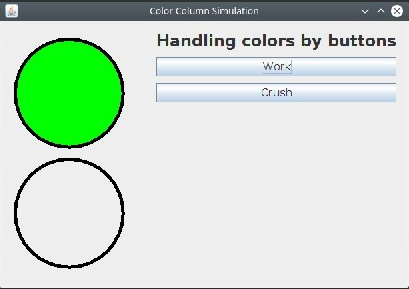 Color Column Simulation
Handling colors by buttons
Work
Crush